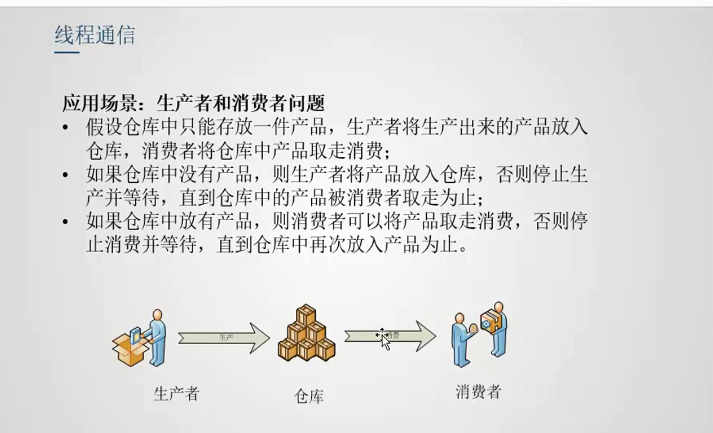 线程通信
应用场景：生产者和消费者问题
• 假设仓库中只能存放一件产品，生产者将生产出来的产品放入
仓库，消费者将仓库中产品取走消费；
• 如果仓库中没有产品，则生产者将产品放入仓库，否则停止生
产并等待，直到仓库中的产品被消费者取走为止；
• 如果仓库中放有产品，则消费者可以将产品取走消费，否则停
止消费并等待，直到仓库中再次放入产品为止。
生产
生产者
仓库
消费者